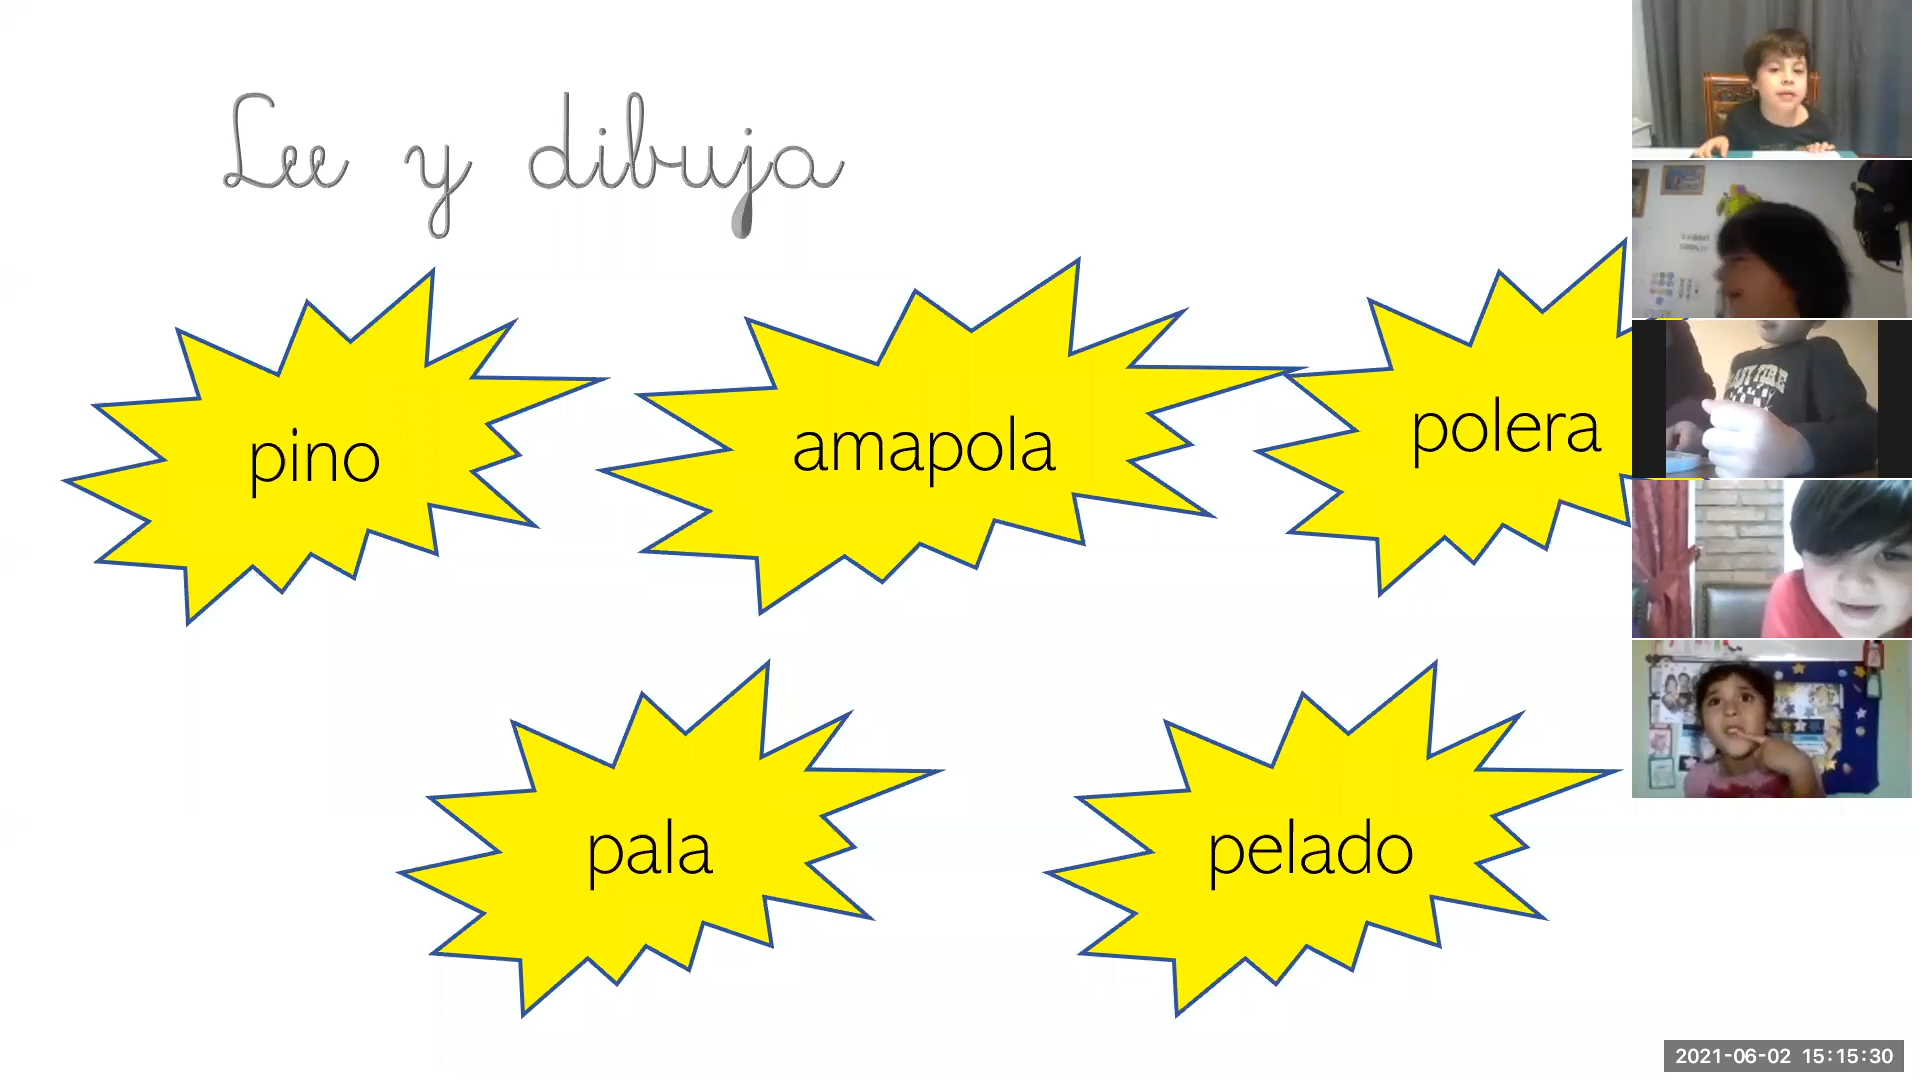 Lee y dibuja
pino
amapola
polera
pala
pelado
2021-06-02 15:15:30